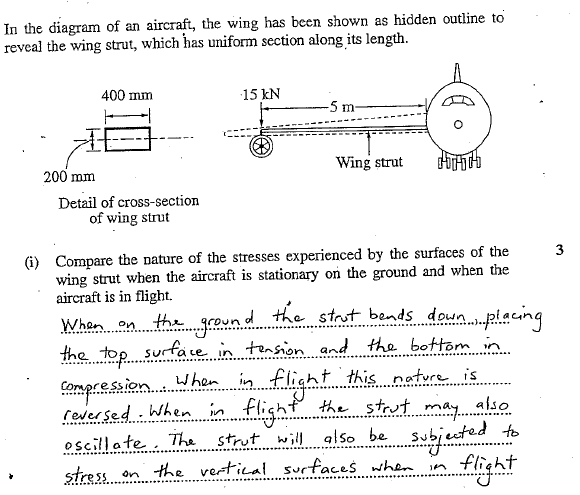 In the diagram of an aircraft, the wing has been shown as hidden outline to
reveal the wing strut, which has uniform section along its length.
400 mm
15 kN
5 m
Wing strut
200 mm
Detail of cross-section
of wing strut
(i) Compare the nature of the stresses experienced by the surfaces of the 3
wing strut when the aircraft is stationary on the ground and when the
aircraft is in flight.
When on the ground the strut bends down, placing
the top surface in tension and the bottom in
compression. When in flight this nature is
reversed. When in flight the strut may also
oscillate. The strut will also be subjected to
stress on the vertical surfaces when in flight